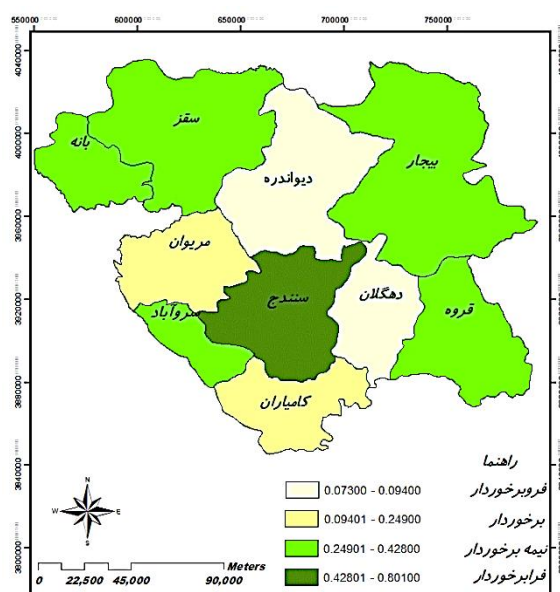 550000 600000 650000 700000 750000
4040000
4000000
3960000
3920000
3880000
3840000
3800000
سقز
بانه
دیواندره
بیجار
مریوان
سنندج
دهگلان
قروه
سروآباد
کامیاران
راهنما
0.07300 - 0.09400 فروبرخوردار
0.09401 - 0.24900 برخوردار
0.24901 - 0.42800 نیمه برخوردار
0.42801 - 0.80100 فرابرخوردار
N
W E
S
Meters
0 22,500 45,000 90,000